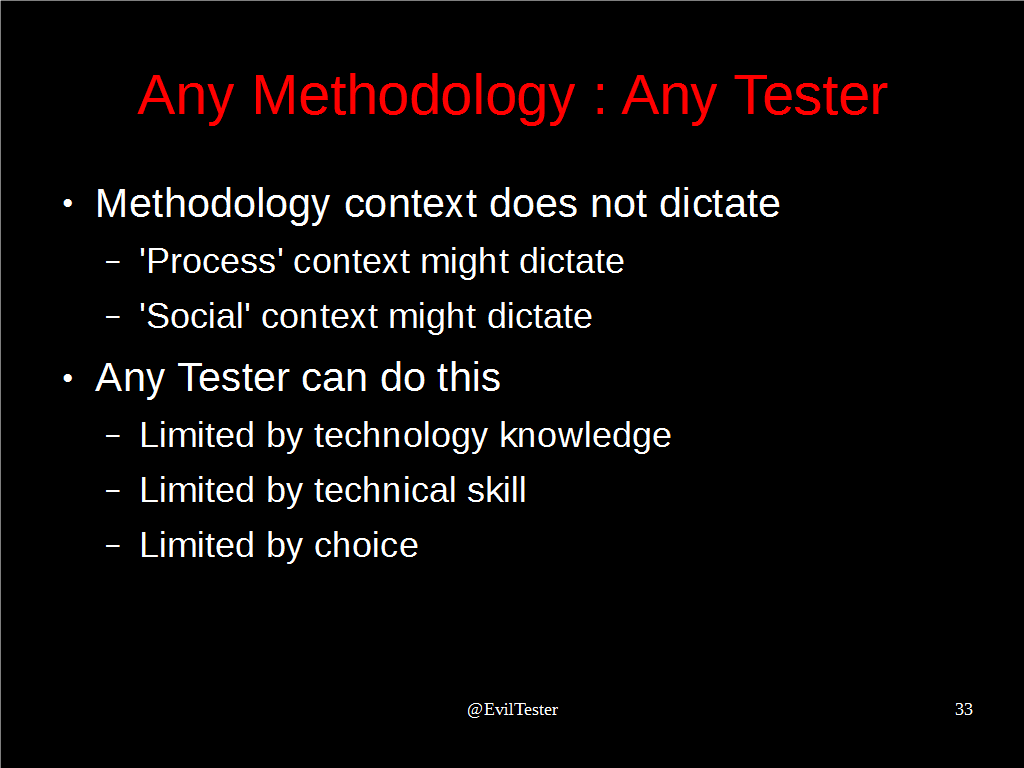 Any Methodology : Any Tester
• Methodology context does not dictate
– 'Process' context might dictate
– 'Social' context might dictate
• Any Tester can do this
– Limited by technology knowledge
– Limited by technical skill
– Limited by choice
@EvilTester
33